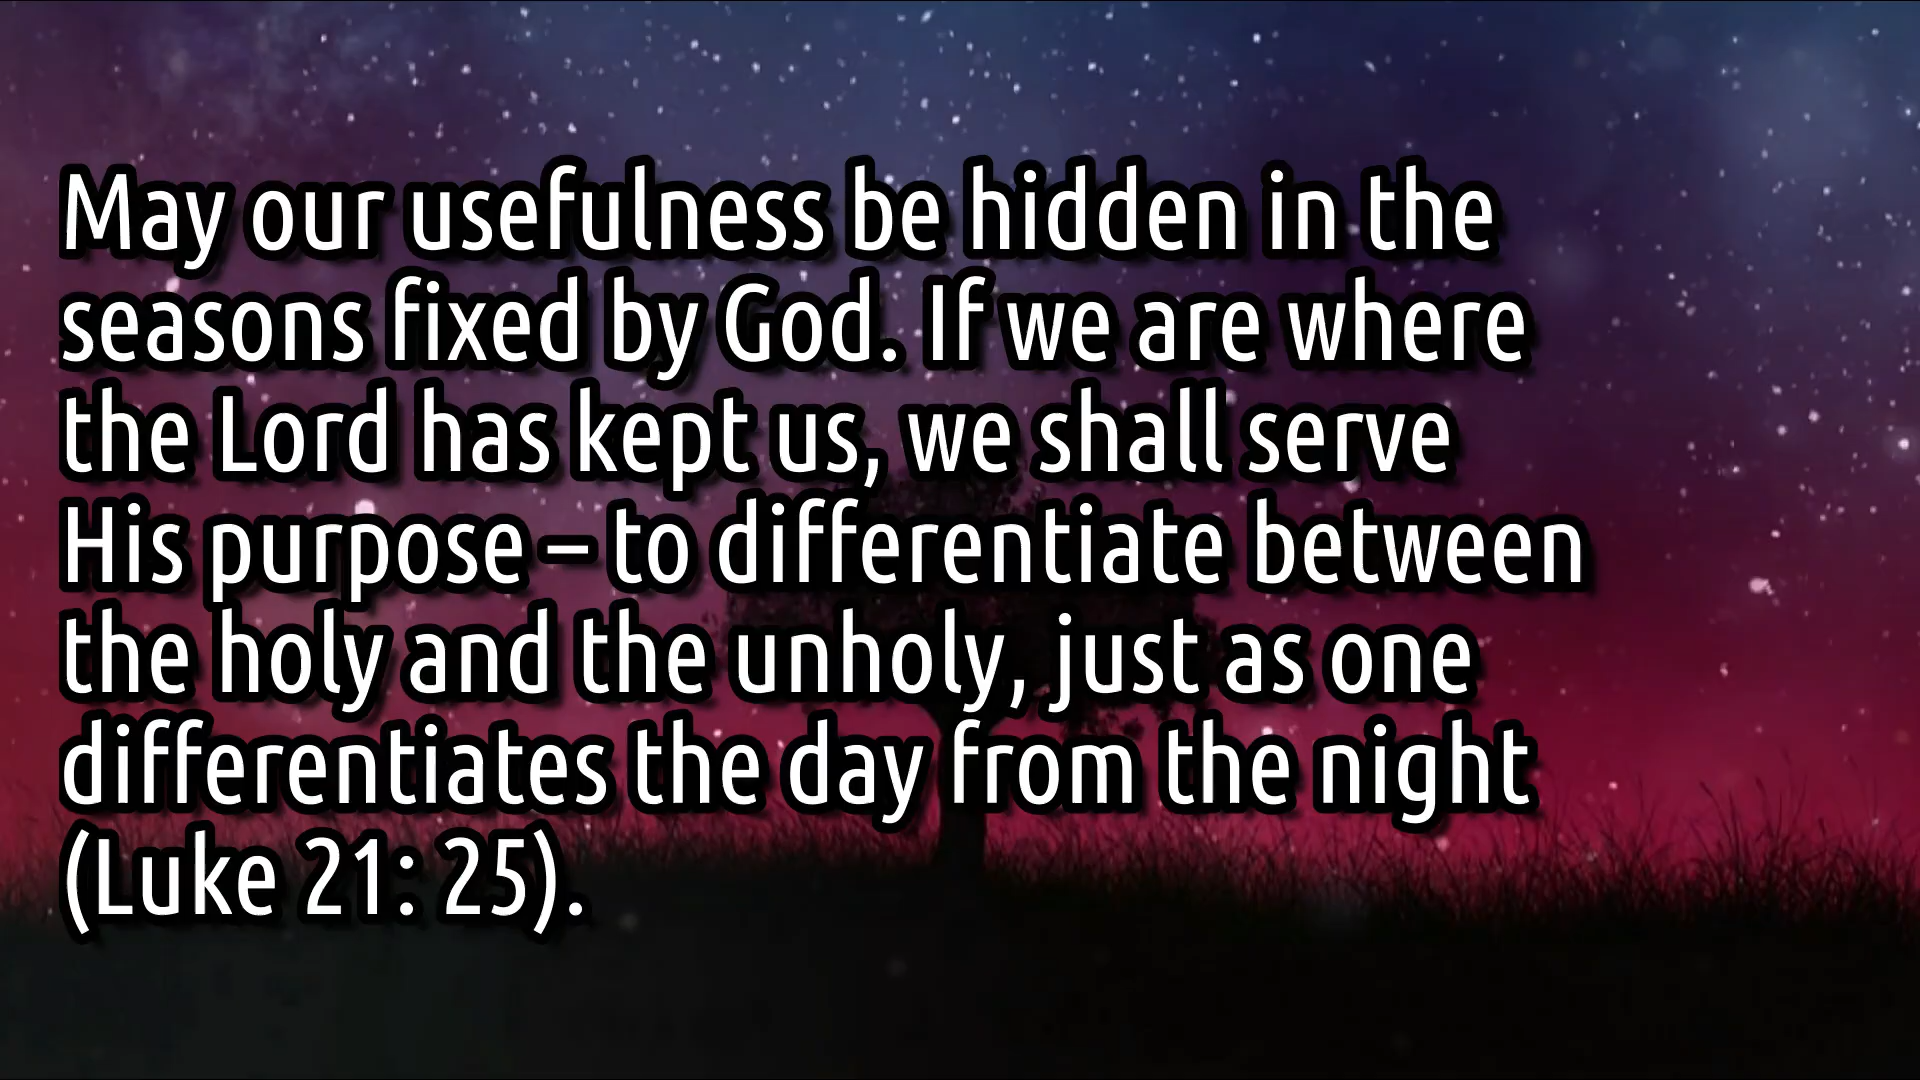 May our usefulness be hidden in the
seasons fixed by God. If we are where
the Lord has kept us, we shall serve
His purpose – to differentiate between
the holy and the unholy, just as one
differentiates the day from the night
(Luke 21: 25).